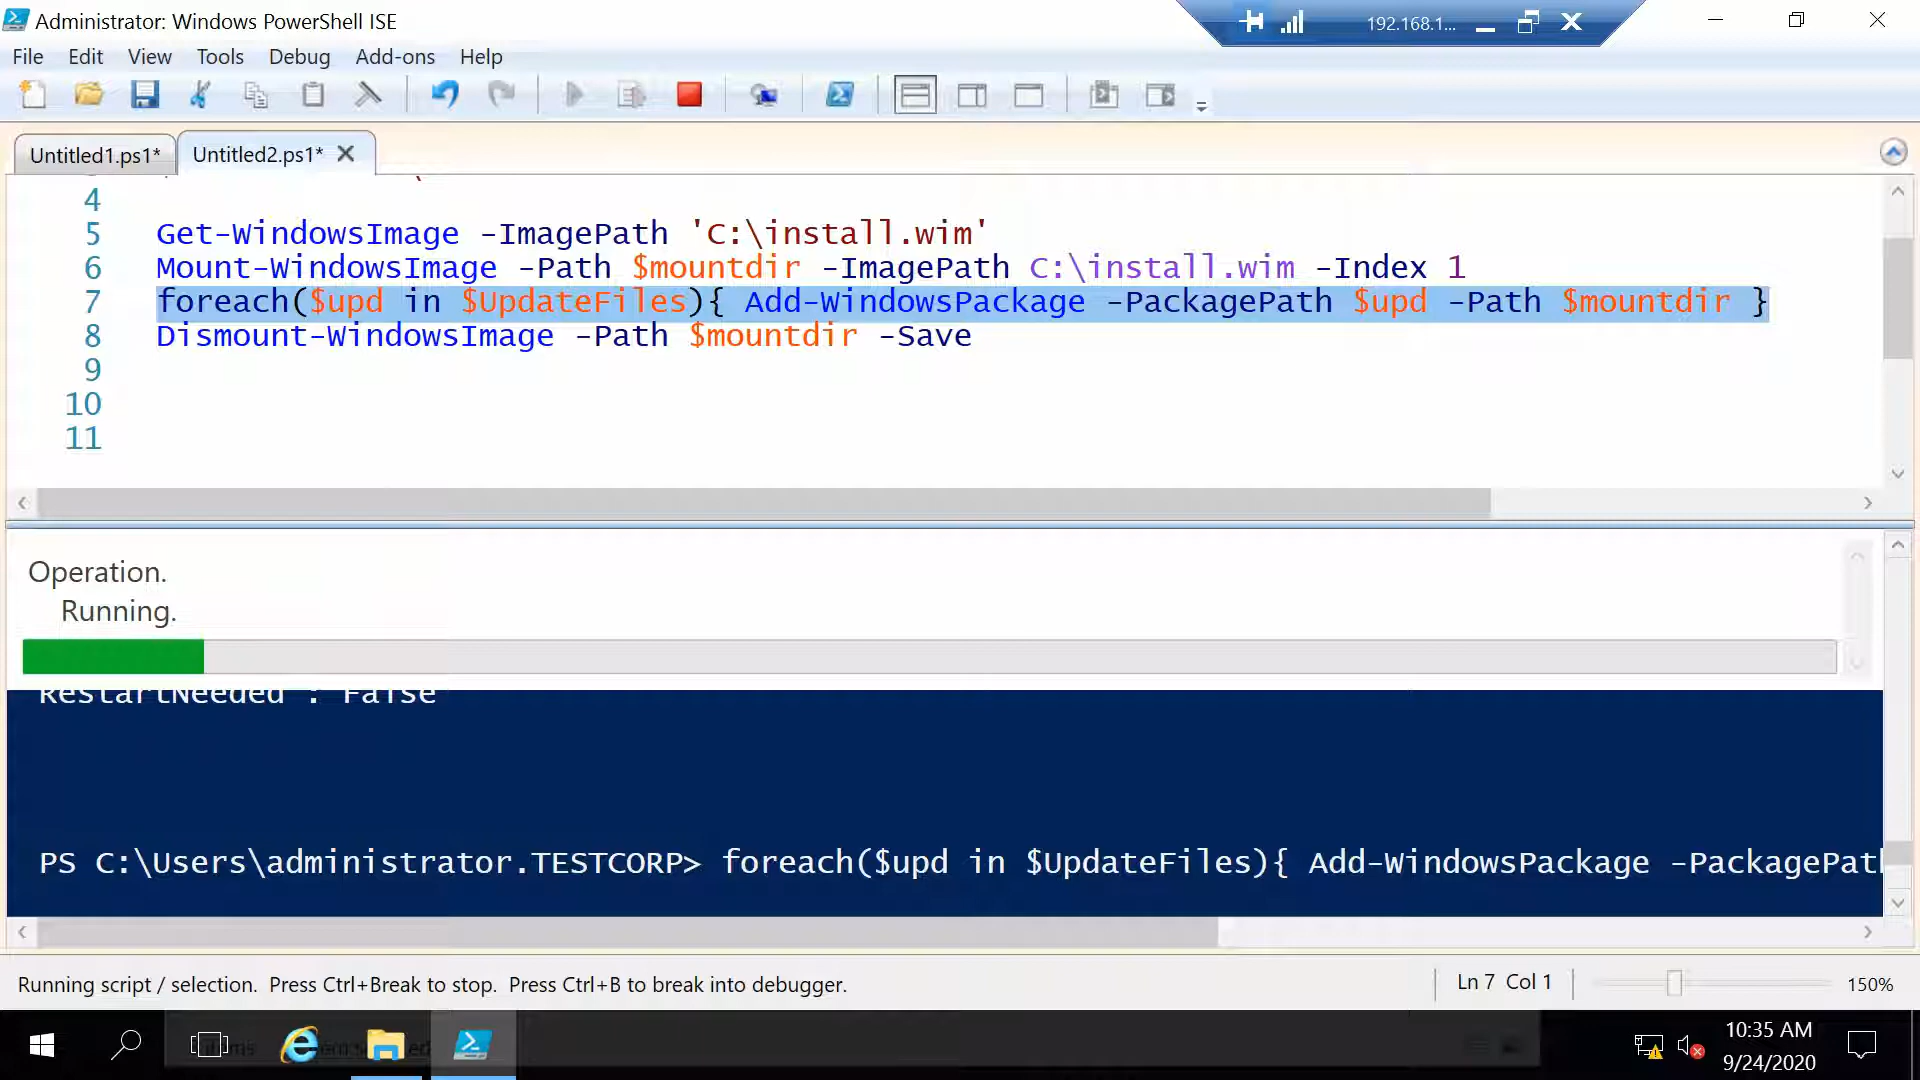 Administrator: Windows PowerShell ISE
192.168.1...
File Edit View Tools Debug Add-ons Help
Untitled1.ps1* Untitled2.ps1*
4
5 Get-WindowsImage -ImagePath 'C:\install.wim'
6 Mount-WindowsImage -Path $mountdir -ImagePath C:\install.wim -Index 1
7 foreach($upd in $UpdateFiles){ Add-WindowsPackage -PackagePath $upd -Path $mountdir }
8 Dismount-WindowsImage -Path $mountdir -Save
9
10
11
Operation.
Running.
RestartNeeded : False
PS C:\Users\administrator.TESTCORP> foreach($upd in $UpdateFiles){ Add-WindowsPackage -PackagePath
Running script / selection. Press Ctrl+Break to stop. Press Ctrl+B to break into debugger.
Ln 7 Col 1
150%
10:35 AM
9/24/2020